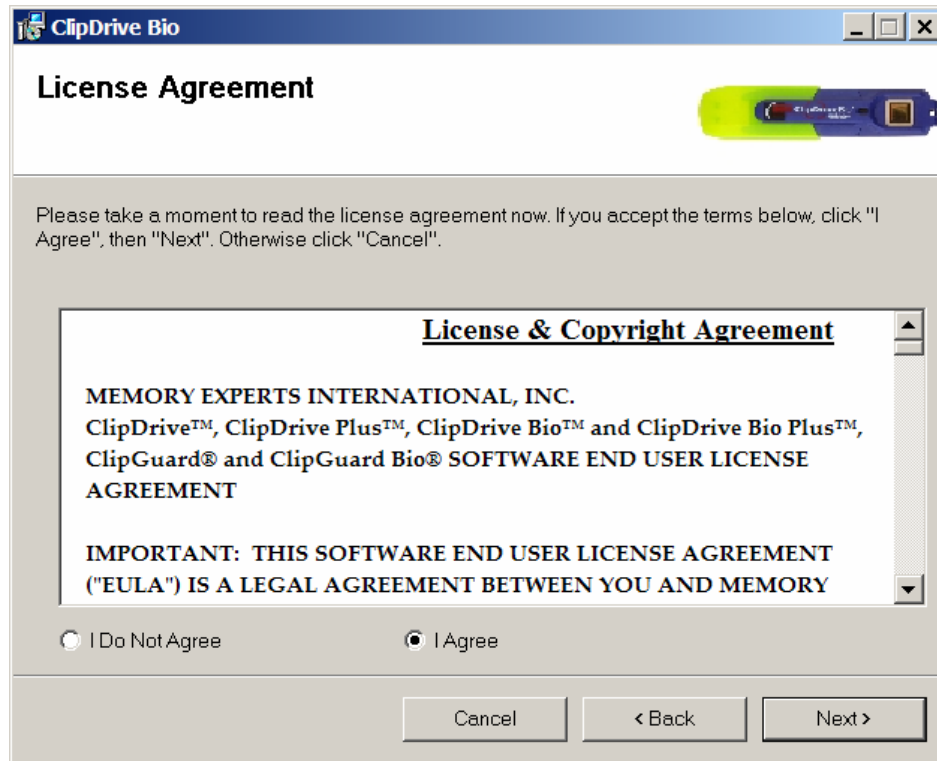 ClipDrive Bio
License Agreement
Please take a moment to read the license agreement now. If you accept the terms below, click "I
Agree", then "Next". Otherwise click "Cancel".
License & Copyright Agreement
MEMORY EXPERTS INTERNATIONAL, INC.
ClipDrive™, ClipDrive Plus™, ClipDrive Bio™ and ClipDrive Bio Plus™,
ClipGuard® and ClipGuard Bio® SOFTWARE END USER LICENSE
AGREEMENT
IMPORTANT:  THIS SOFTWARE END USER LICENSE AGREEMENT
("EULA") IS A LEGAL AGREEMENT BETWEEN YOU AND MEMORY
I Do Not Agree
I Agree
Cancel
< Back
Next >